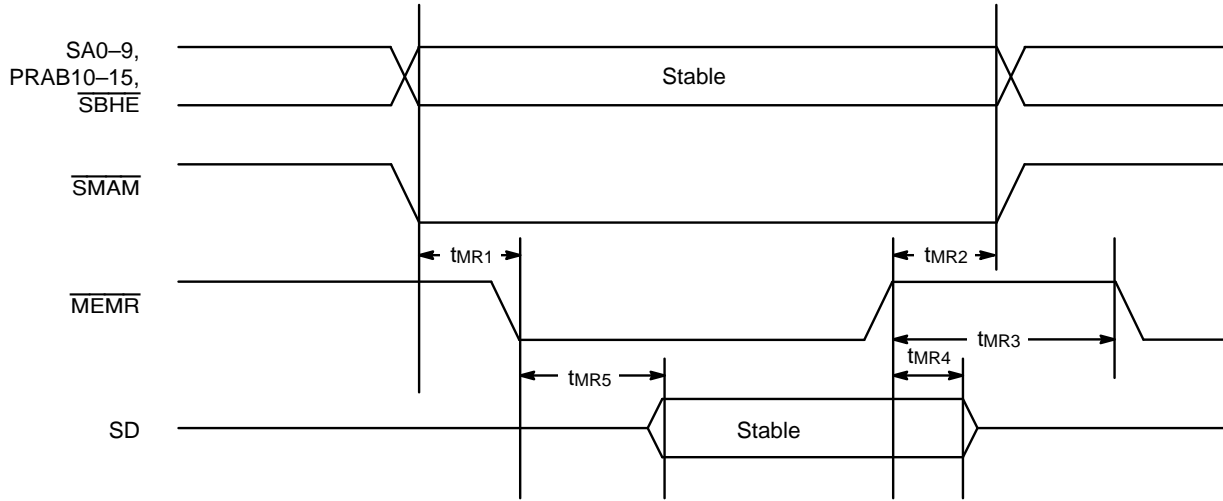 SA0–9,
PRAB10–15,
SBHE
Stable
SMAM
tMR1
tMR2
MEMR
tMR3
tMR4
tMR5
SD
Stable